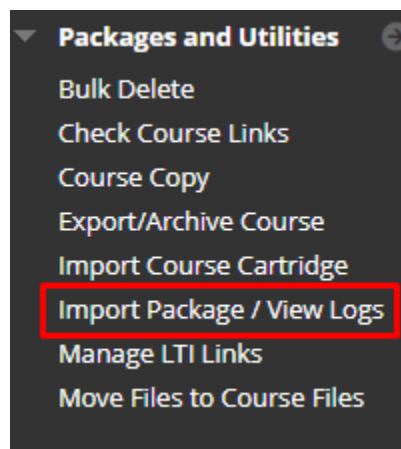 Packages and Utilities
Bulk Delete
Check Course Links
Course Copy
Export/Archive Course
Import Course Cartridge
Import Package / View Logs
Manage LTI Links
Move Files to Course Files